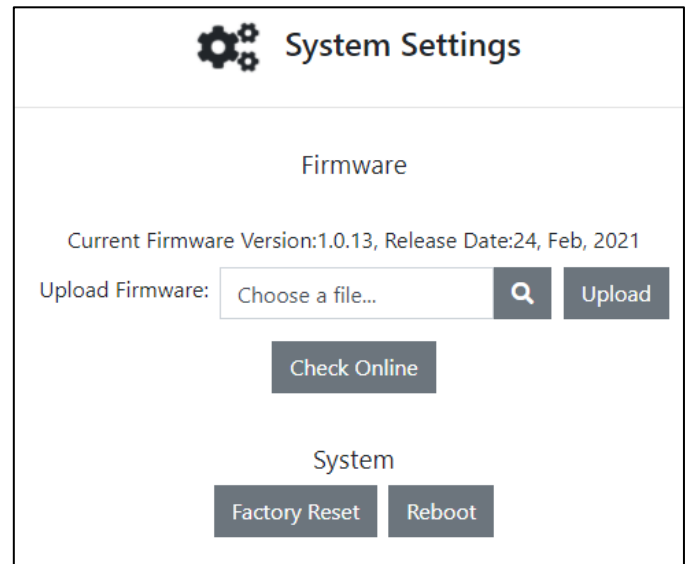 System Settings
Firmware
Current Firmware Version:1.0.13, Release Date:24, Feb, 2021
Upload Firmware: Choose a file... Upload
Check Online
System
Factory Reset Reboot